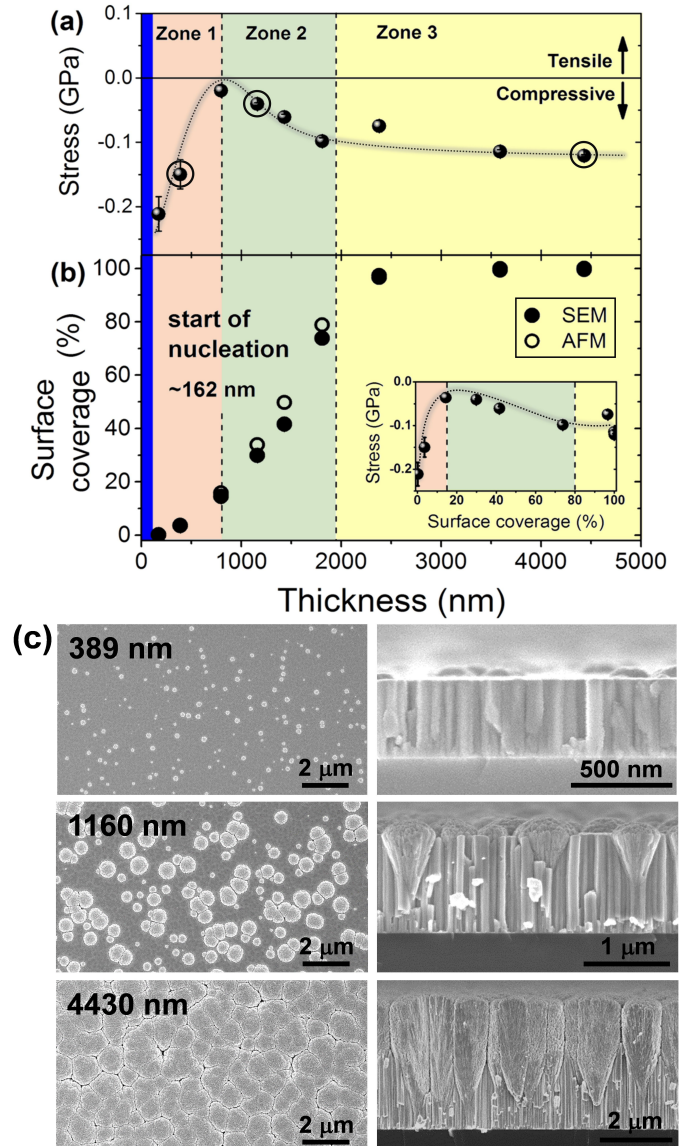 (a)
Zone 1
Zone 2
Zone 3
Tensile
Compressive
Stress (GPa)
0.1
0.0
-0.1
-0.2
(b)
start of
nucleation
~162 nm
SEM
AFM
Surface
coverage (%)
100
80
60
40
20
0
Stress (GPa)
0.0
-0.1
-0.2
0 20 40 60 80 100
Surface coverage (%)
0 1000 2000 3000 4000 5000
Thickness (nm)
(c)
389 nm
2 μm
500 nm
1160 nm
2 μm
1 μm
4430 nm
2 μm
2 μm